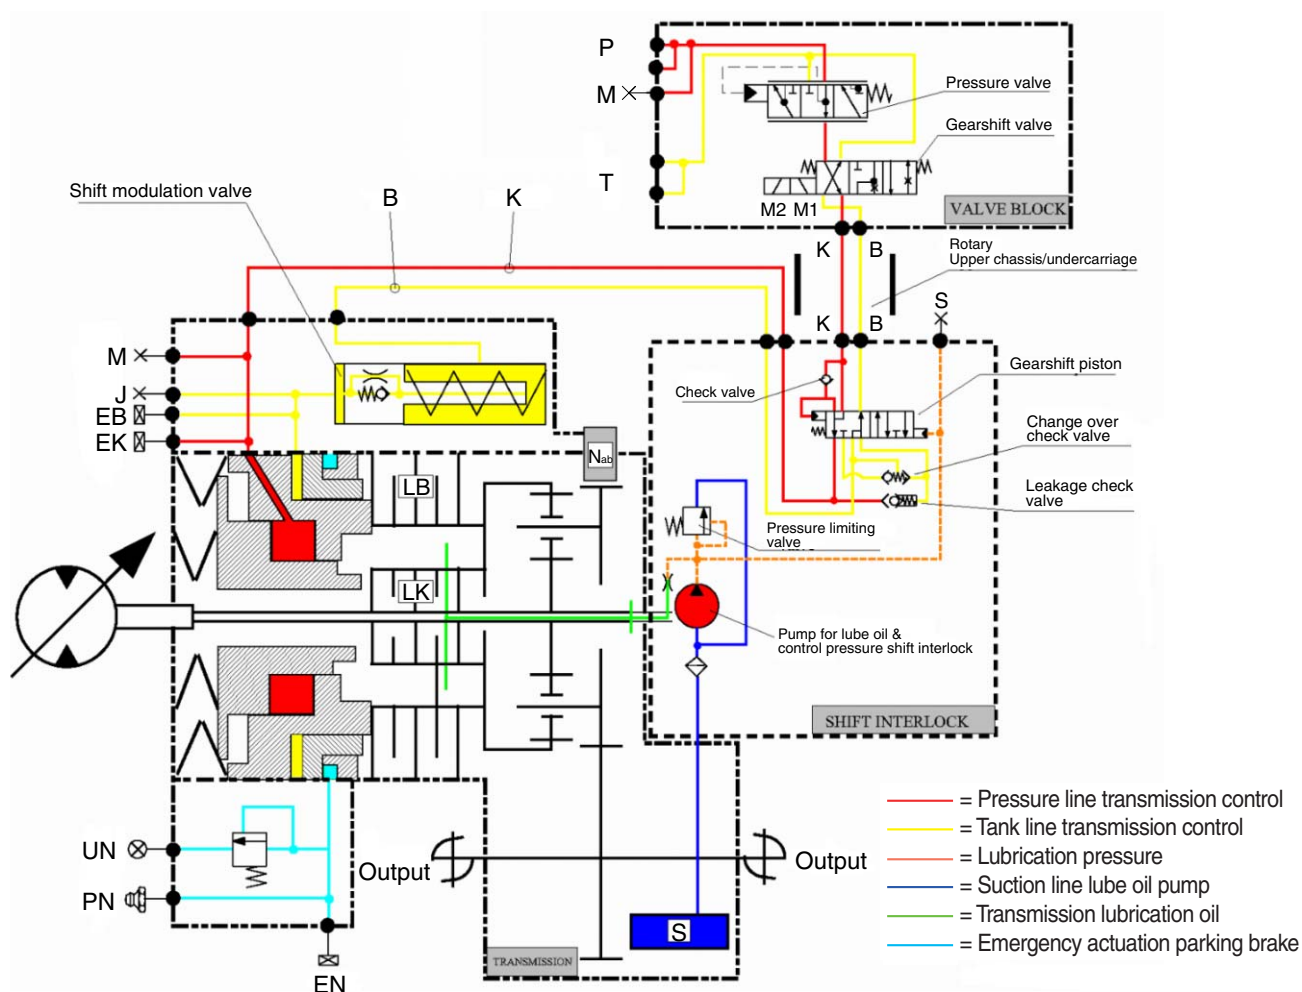 P
Pressure valve
M
Gearshift valve
T
Shift modulation valve
B
K
M2 M1
VALVE BLOCK
K
B
Rotary
Upper chassis/undercarriage
S
K
B
M
Gearshift piston
J
Check valve
EB
Change over
check valve
EK
Nab
LB
Leakage check
valve
Pressure limiting
valve
LK
Pump for lube oil &
control pressure shift interlock
SHIFT INTERLOCK
= Pressure line transmission control
= Tank line transmission control
UN
Output
Output
= Lubrication pressure
= Suction line lube oil pump
PN
= Transmission lubrication oil
S
= Emergency actuation parking brake
TRANSMISSION
EN